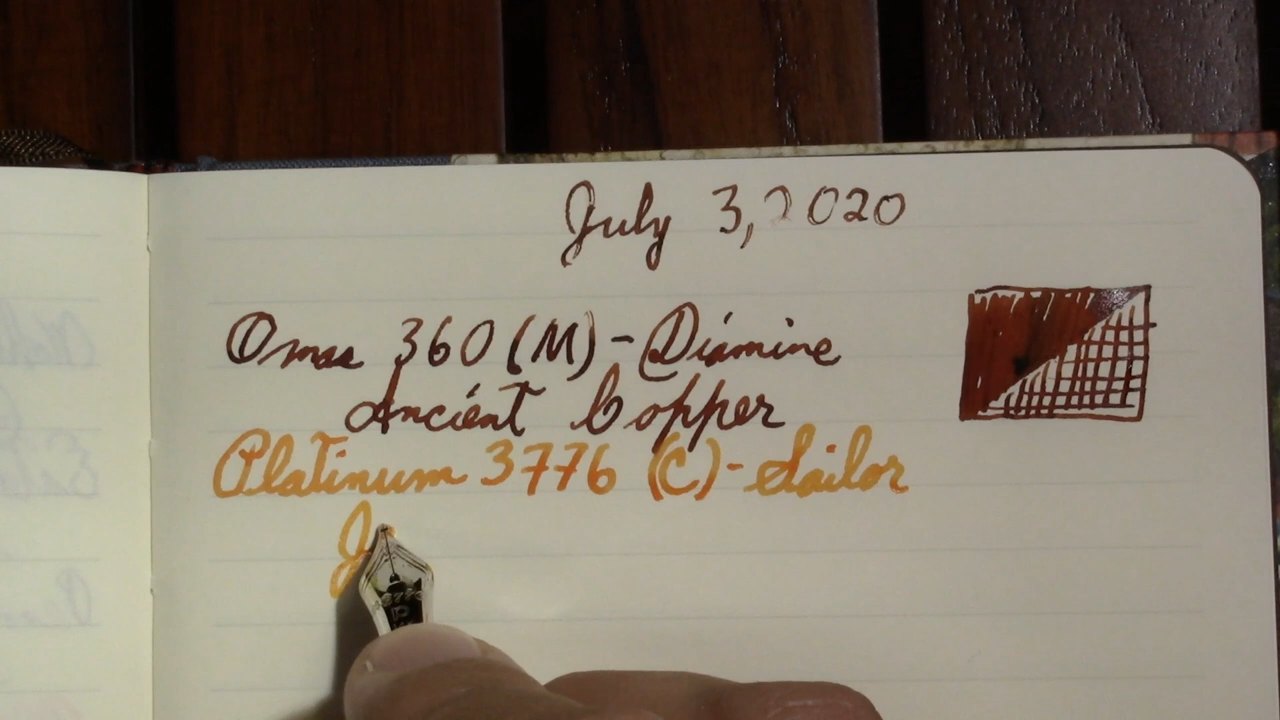 July 3, 2020
Omas 360 (M) - Diamine
Ancient Copper
Platinum 3776 (C) - Sailor
J